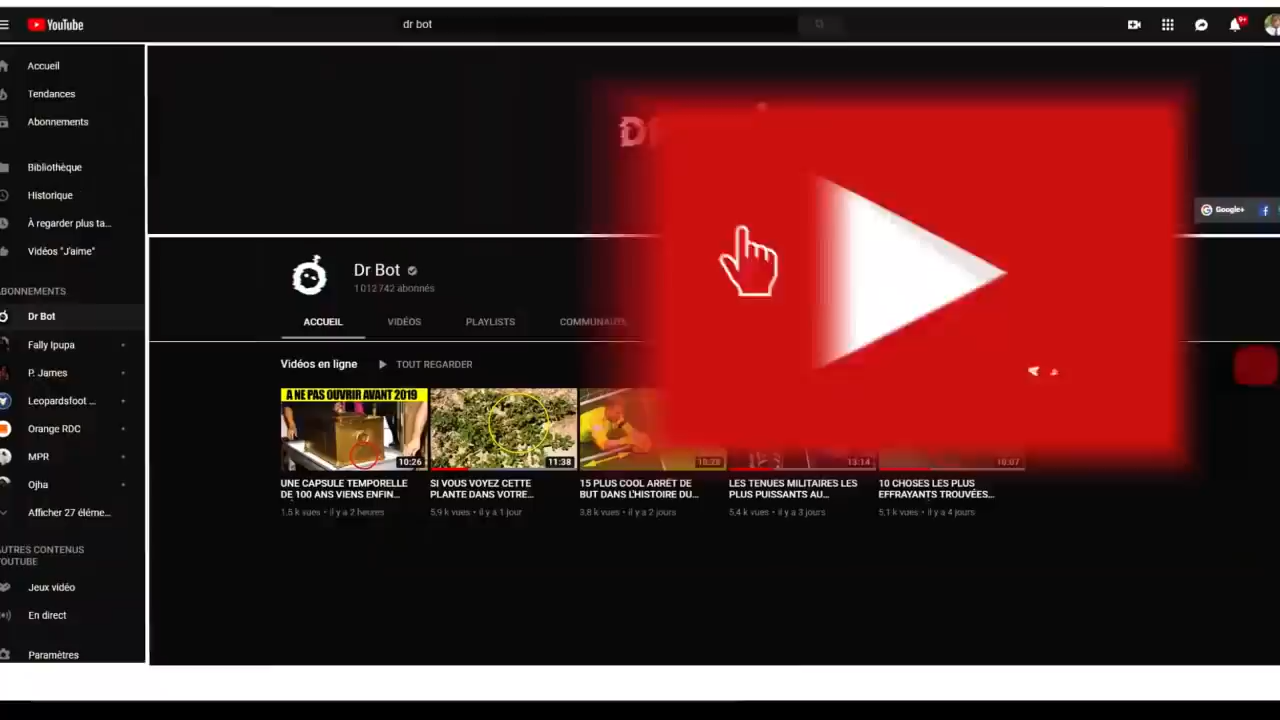 YouTube
dr bot
9+
Accueil
Tendances
Abonnements
Bibliothèque
Historique
À regarder plus ta...
Vidéos "J'aime"
ABONNEMENTS
Dr Bot
Fally Ipupa
P. James
Leopardsfoot ...
Orange RDC
MPR
Ojha
Afficher 27 éléme...
AUTRES CONTENUS
YOUTUBE
Jeux vidéo
En direct
Paramètres
Google+
Dr Bot
1 012 742 abonnés
ACCUEIL VIDÉOS PLAYLISTS COMMUNAUTÉ
Vidéos en ligne TOUT REGARDER
A NE PAS OUVRIR AVANT 2019
10:26 11:38 10:28 13:14 10:07
UNE CAPSULE TEMPORELLE
DE 100 ANS VIENS ENFIN...
1,5 k vues • il y a 2 heures
SI VOUS VOYEZ CETTE
PLANTE DANS VOTRE...
5,9 k vues • il y a 1 jour
15 PLUS COOL ARRÊT DE
BUT DANS L'HISTOIRE DU...
3,8 k vues • il y a 2 jours
LES TENUES MILITAIRES LES
PLUS PUISSANTS AU...
5,4 k vues • il y a 3 jours
10 CHOSES LES PLUS
EFFRAYANTS TROUVÉES...
5,1 k vues • il y a 4 jours